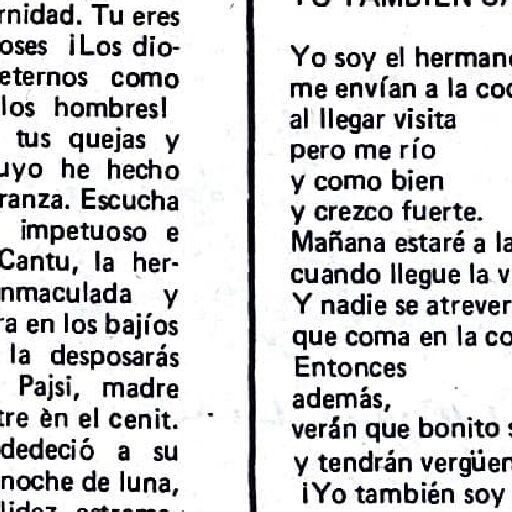 rnidad. Tu eres
oses ¡Los dio-
eternos como
los hombres!
tus quejas y
uyo he hecho
ranza. Escucha
impetuoso e
Cantu, la her-
nmaculada y
ra en los bajíos
la desposarás
Pajsi, madre
tre èn el cenit.
dedeció a su
noche de luna,
YO TAMBIEN
Yo soy el herman
me envían a la coc
al llegar visita
pero me río
y como bien
y crezco fuerte.
Mañana estaré a la
cuando llegue la v
Y nadie se atrever
que coma en la co
Entonces
además,
verán que bonito s
y tendrán vergüen
¡Yo también soy